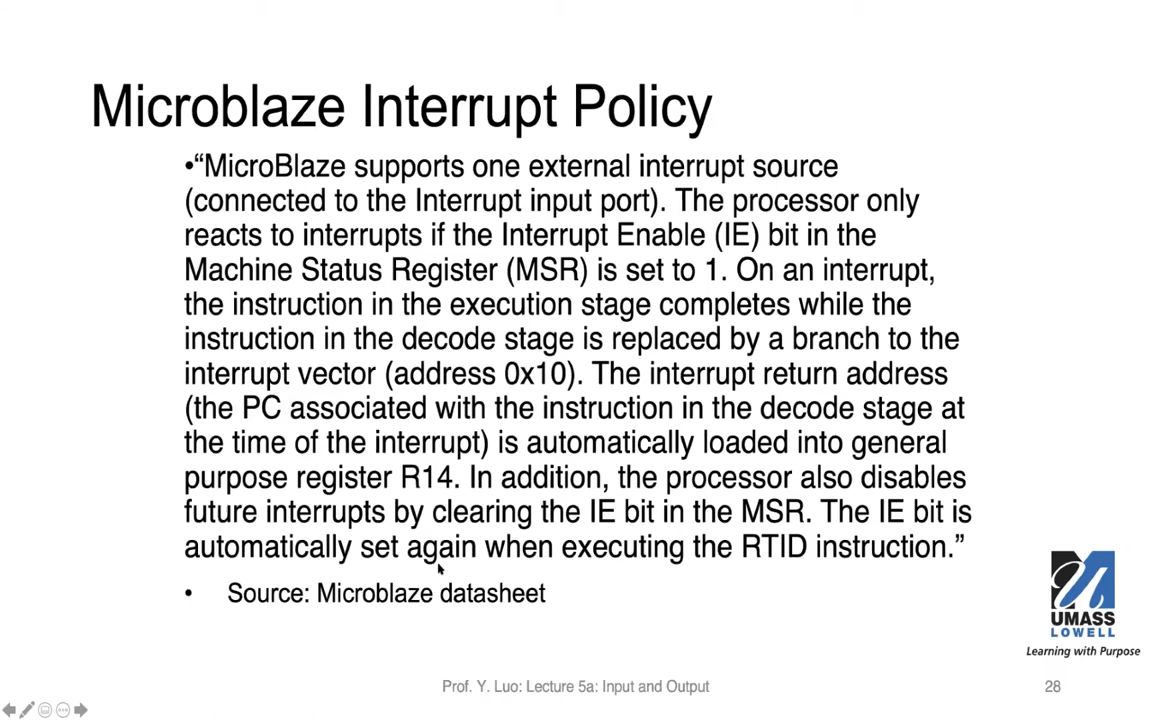 Microblaze Interrupt Policy
•“MicroBlaze supports one external interrupt source
(connected to the Interrupt input port). The processor only
reacts to interrupts if the Interrupt Enable (IE) bit in the
Machine Status Register (MSR) is set to 1. On an interrupt,
the instruction in the execution stage completes while the
instruction in the decode stage is replaced by a branch to the
interrupt vector (address 0x10). The interrupt return address
(the PC associated with the instruction in the decode stage at
the time of the interrupt) is automatically loaded into general
purpose register R14. In addition, the processor also disables
future interrupts by clearing the IE bit in the MSR. The IE bit is
automatically set again when executing the RTID instruction.”
• Source: Microblaze datasheet
UMASS
LOWELL
Learning with Purpose
Prof. Y. Luo: Lecture 5a: Input and Output
28